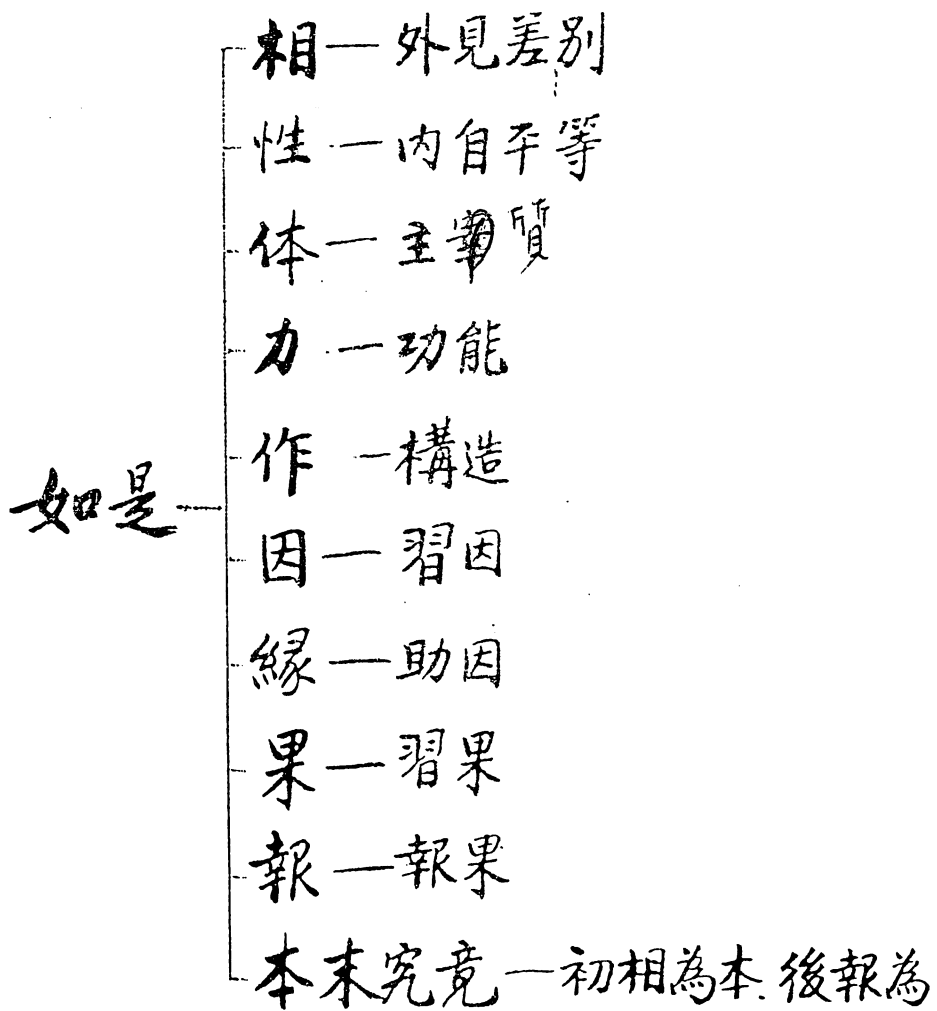 相—外見差別
性—内自平等
体—主質
力—功能
作—構造
如是
因—習因
緣—助因
果—習果
報—報果
本末究竟—初相為本.後報為